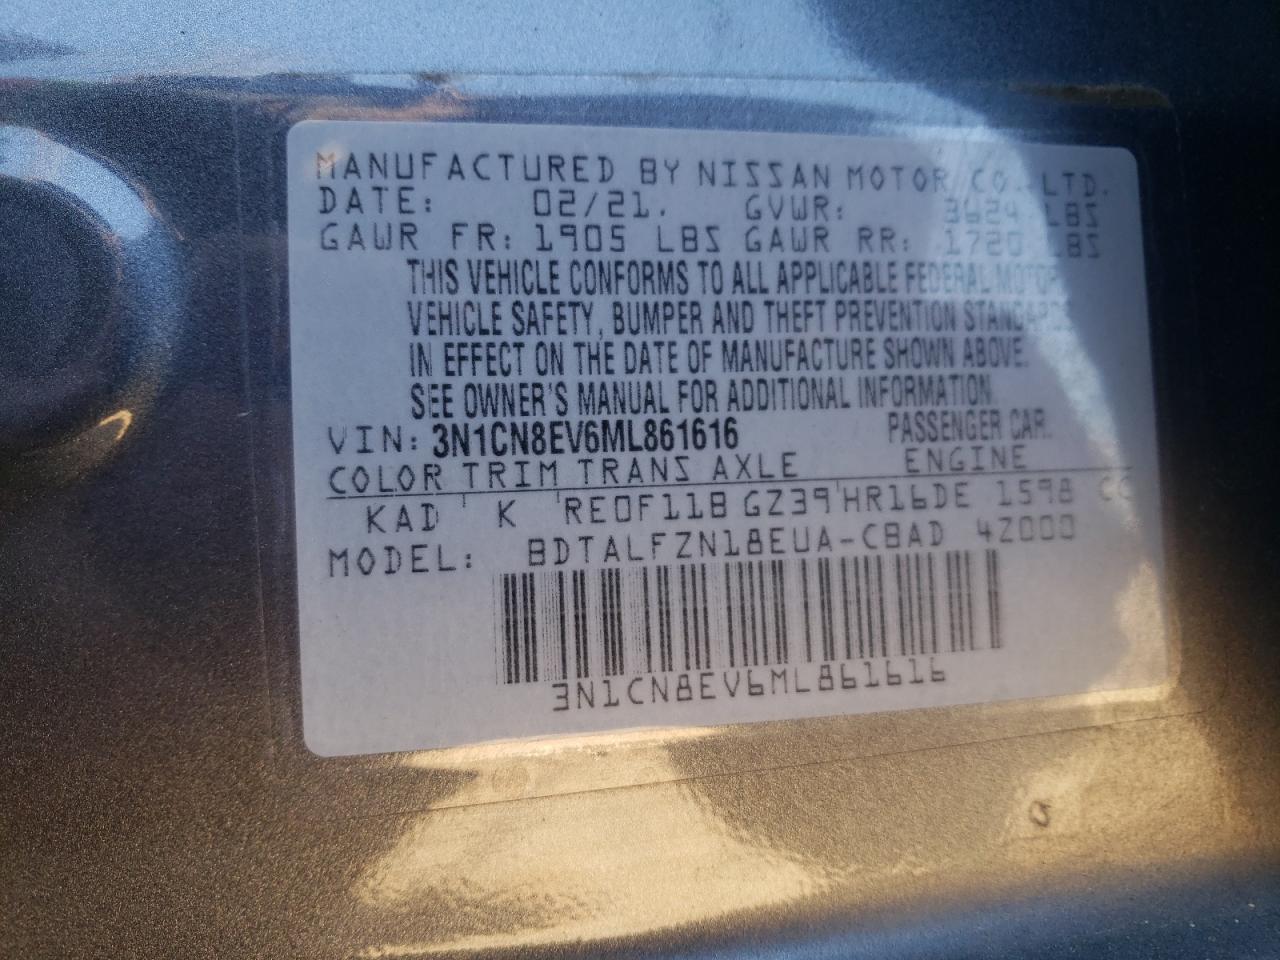 MANUFACTURED BY NISSAN MOTOR CO. LTD.
DATE: 02/21. GVWR: 3624 LBS
GAWR FR: 1905 LBS GAWR RR: 1720 LBS
THIS VEHICLE CONFORMS TO ALL APPLICABLE FEDERAL MOTOR
VEHICLE SAFETY, BUMPER AND THEFT PREVENTION STANDARDS
IN EFFECT ON THE DATE OF MANUFACTURE SHOWN ABOVE.
SEE OWNER'S MANUAL FOR ADDITIONAL INFORMATION.
VIN: 3N1CN8EV6ML861616 PASSENGER CAR.
COLOR TRIM TRANS AXLE ENGINE
KAD K RE0F11B GZ39 HR16DE 1598 CC
MODEL: BDTALFZN18EUA-CBAD 4Z000
3N1CN8EV6ML861616